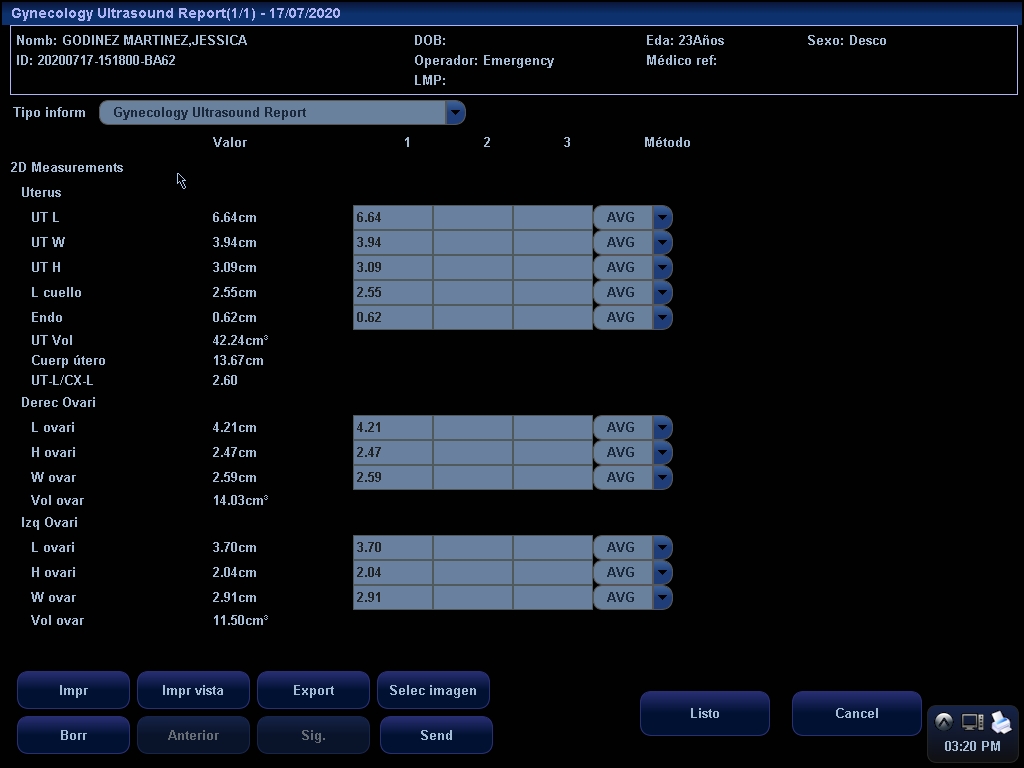 Gynecology Ultrasound Report(1/1) - 17/07/2020
Nomb: GODINEZ MARTINEZ,JESSICA DOB: Eda: 23Años Sexo: Desco
ID: 20200717-151800-BA62 Operador: Emergency Médico ref:
LMP:
Tipo inform Gynecology Ultrasound Report
Valor 1 2 3 Método
2D Measurements
Uterus
UT L 6.64cm 6.64 AVG
UT W 3.94cm 3.94 AVG
UT H 3.09cm 3.09 AVG
L cuello 2.55cm 2.55 AVG
Endo 0.62cm 0.62 AVG
UT Vol 42.24cm³
Cuerp útero 13.67cm
UT-L/CX-L 2.60
Derec Ovari
L ovari 4.21cm 4.21 AVG
H ovari 2.47cm 2.47 AVG
W ovar 2.59cm 2.59 AVG
Vol ovar 14.03cm³
Izq Ovari
L ovari 3.70cm 3.70 AVG
H ovari 2.04cm 2.04 AVG
W ovar 2.91cm 2.91 AVG
Vol ovar 11.50cm³
Impr Impr vista Export Selec imagen
Listo Cancel
Borr Anterior Sig. Send
03:20 PM